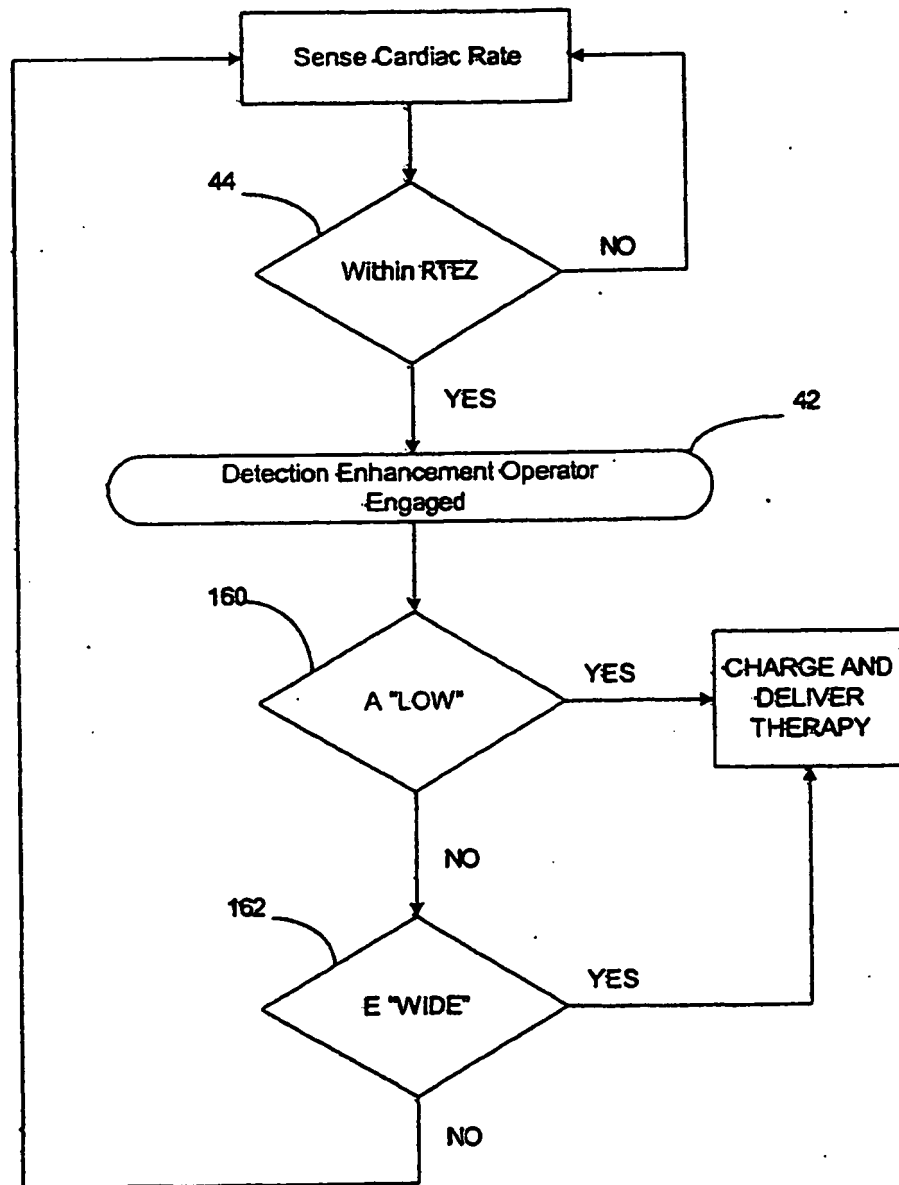 Sense Cardiac Rate
44
Within RTEZ
NO
YES
42
Detection Enhancement Operator
Engaged
160
A "LOW"
YES
CHARGE AND
DELIVER
THERAPY
NO
162
E "WIDE"
YES
NO